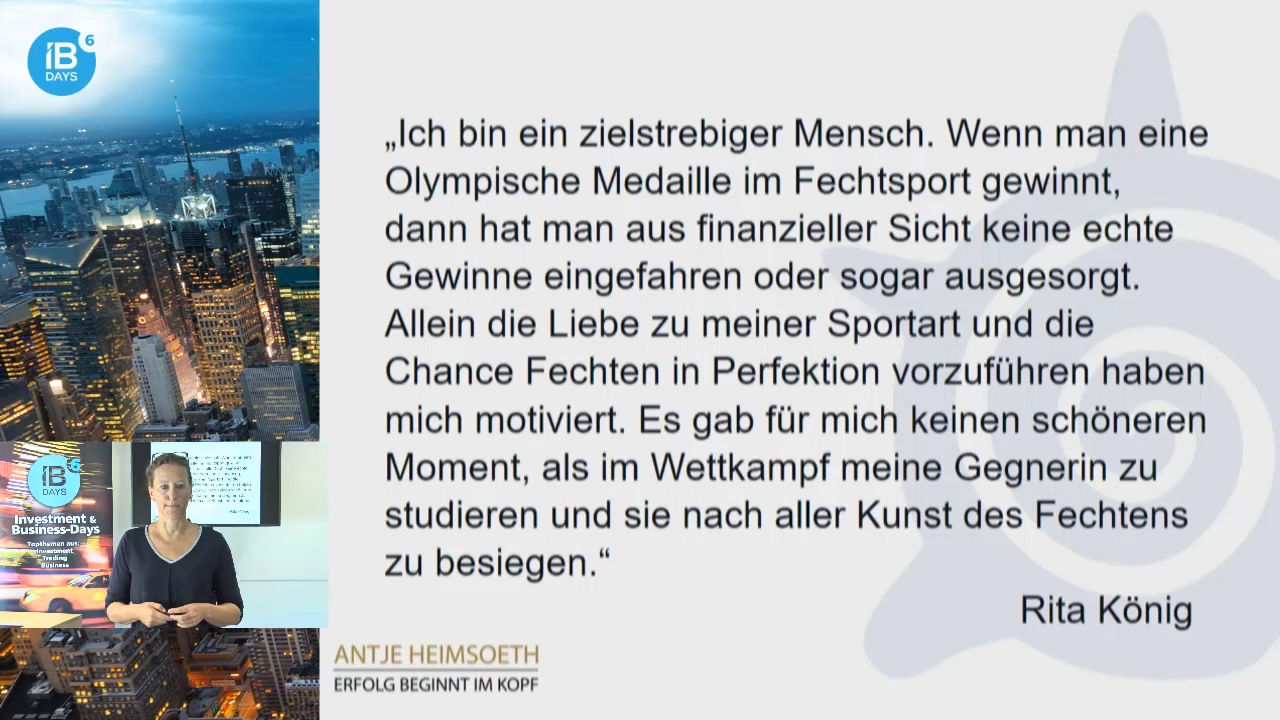 iB 6
DAYS
„Ich bin ein zielstrebiger Mensch. Wenn man eine
Olympische Medaille im Fechtsport gewinnt,
dann hat man aus finanzieller Sicht keine echte
Gewinne eingefahren oder sogar ausgesorgt.
Allein die Liebe zu meiner Sportart und die
Chance Fechten in Perfektion vorzuführen haben
mich motiviert. Es gab für mich keinen schöneren
Moment, als im Wettkampf meine Gegnerin zu
studieren und sie nach aller Kunst des Fechtens
zu besiegen.“
Rita König
iB 6
DAYS
Investment &
Business-Days
Topthemen aus:
Investment
Trading
Business
Rita König
ANTJE HEIMSOETH
ERFOLG BEGINNT IM KOPF